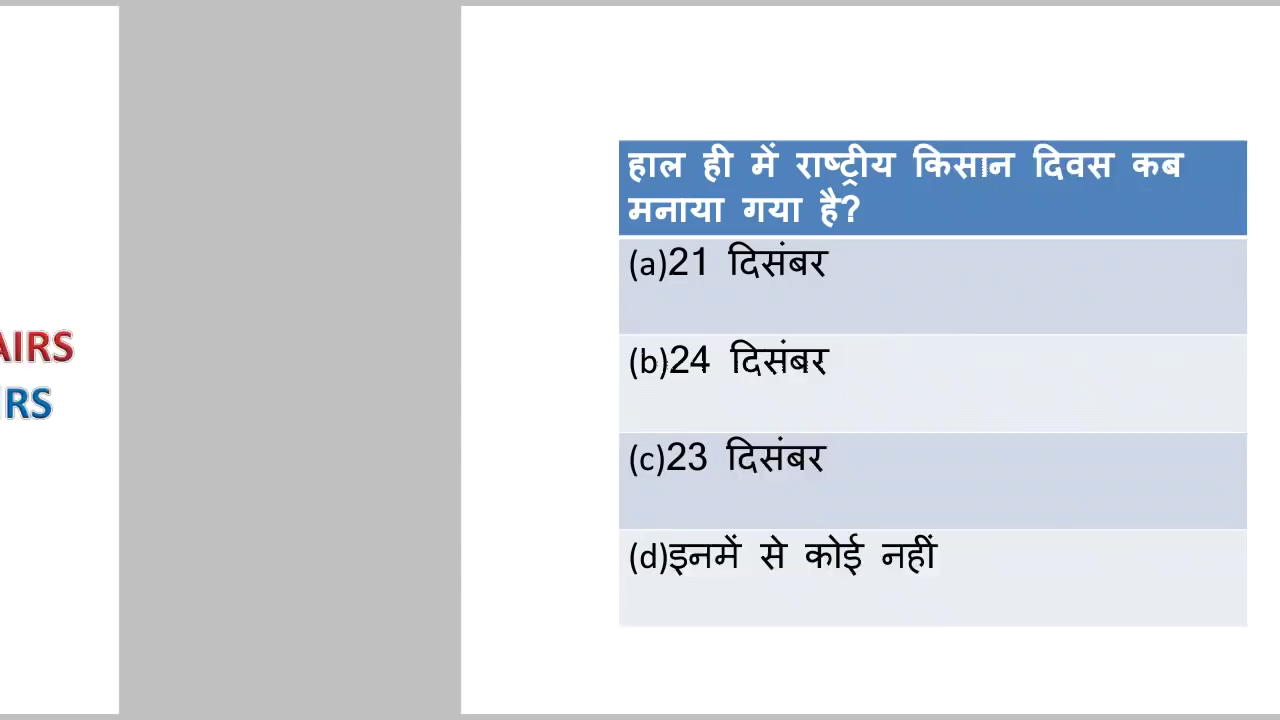 हाल ही में राष्ट्रीय किसान दिवस कब
मनाया गया है?
(a)21 दिसंबर
(b)24 दिसंबर
(c)23 दिसंबर
(d)इनमें से कोई नहीं
AIRS
IRS